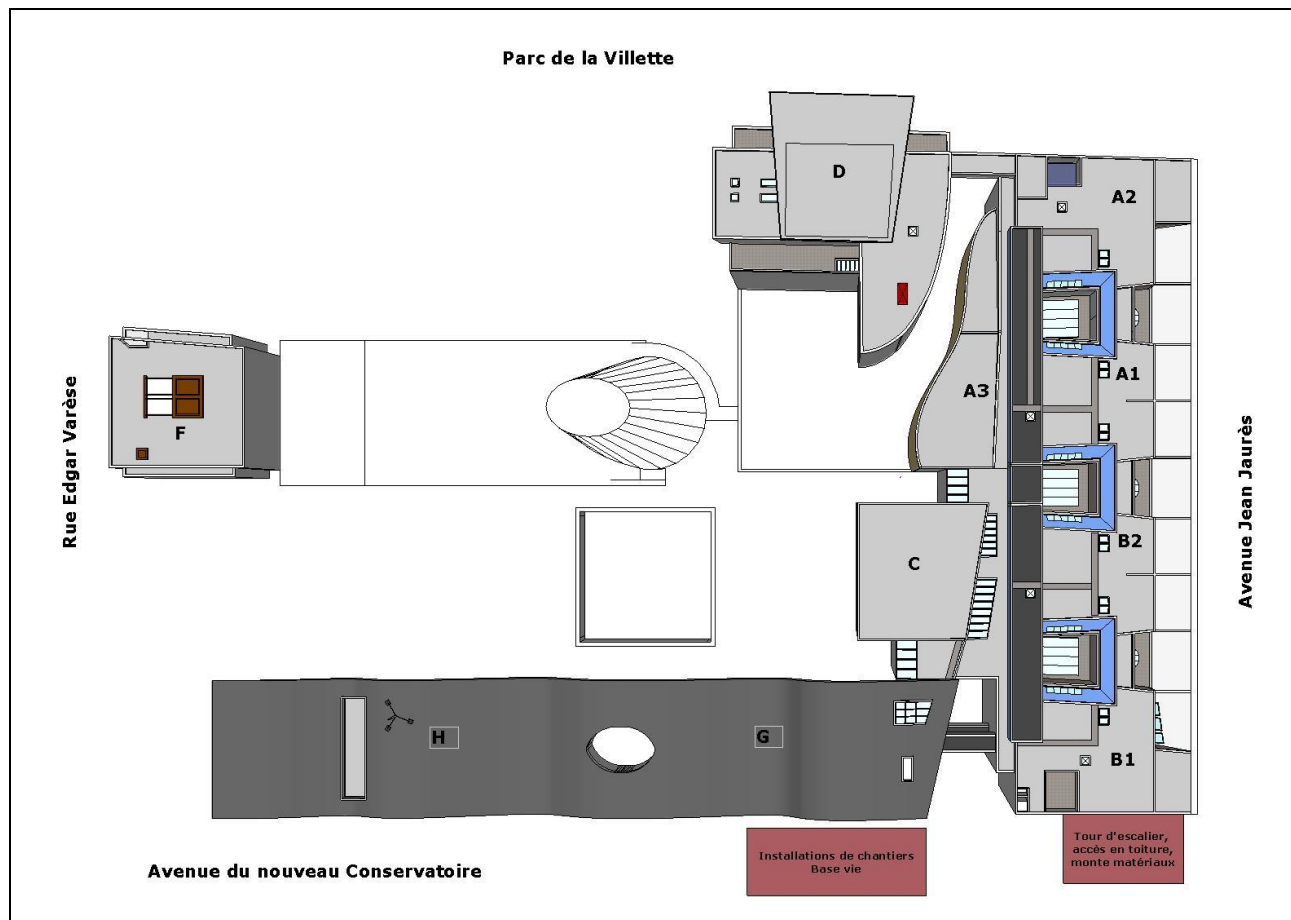 Parc de la Villette
D
A2
A1
A3
Rue Edgar Varèse
F
Avenue Jean Jaurès
B2
C
H
G
B1
Tour d'escalier,
accès en toiture,
monte matériaux
Installations de chantiers
Base vie
Avenue du nouveau Conservatoire